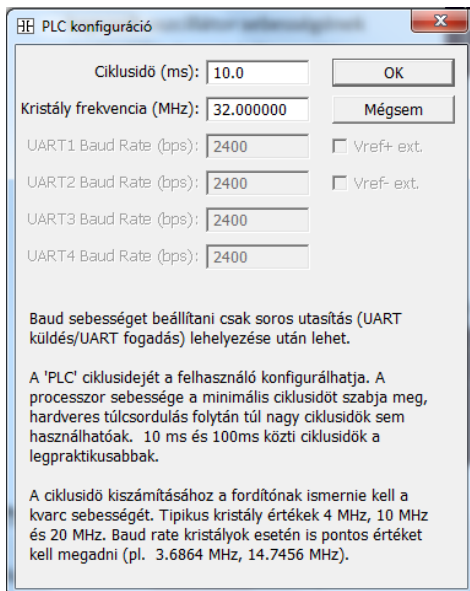 PLC konfiguráció
Ciklusidö (ms): 10.0 OK
Kristály frekvencia (MHz): 32.000000 Mégsem
UART1 Baud Rate (bps): 2400 Vref+ ext.
UART2 Baud Rate (bps): 2400 Vref- ext.
UART3 Baud Rate (bps): 2400
UART4 Baud Rate (bps): 2400
Baud sebességet beállítani csak soros utasítás (UART
küldés/UART fogadás) lehelyezése után lehet.
A 'PLC' ciklusidejét a felhasználó konfigurálhatja. A
processzor sebessége a minimális ciklusidöt szabja meg,
hardveres túlcsordulás folytán túl nagy ciklusidök sem
használhatóak. 10 ms és 100ms közti ciklusidök a
legpraktikusabbak.
A ciklusidö kiszámításához a fordítónak ismernie kell a
kvarc sebességét. Tipikus kristály értékek 4 MHz, 10 MHz
és 20 MHz. Baud rate kristályok esetén is pontos értéket
kell megadni (pl. 3.6864 MHz, 14.7456 MHz).